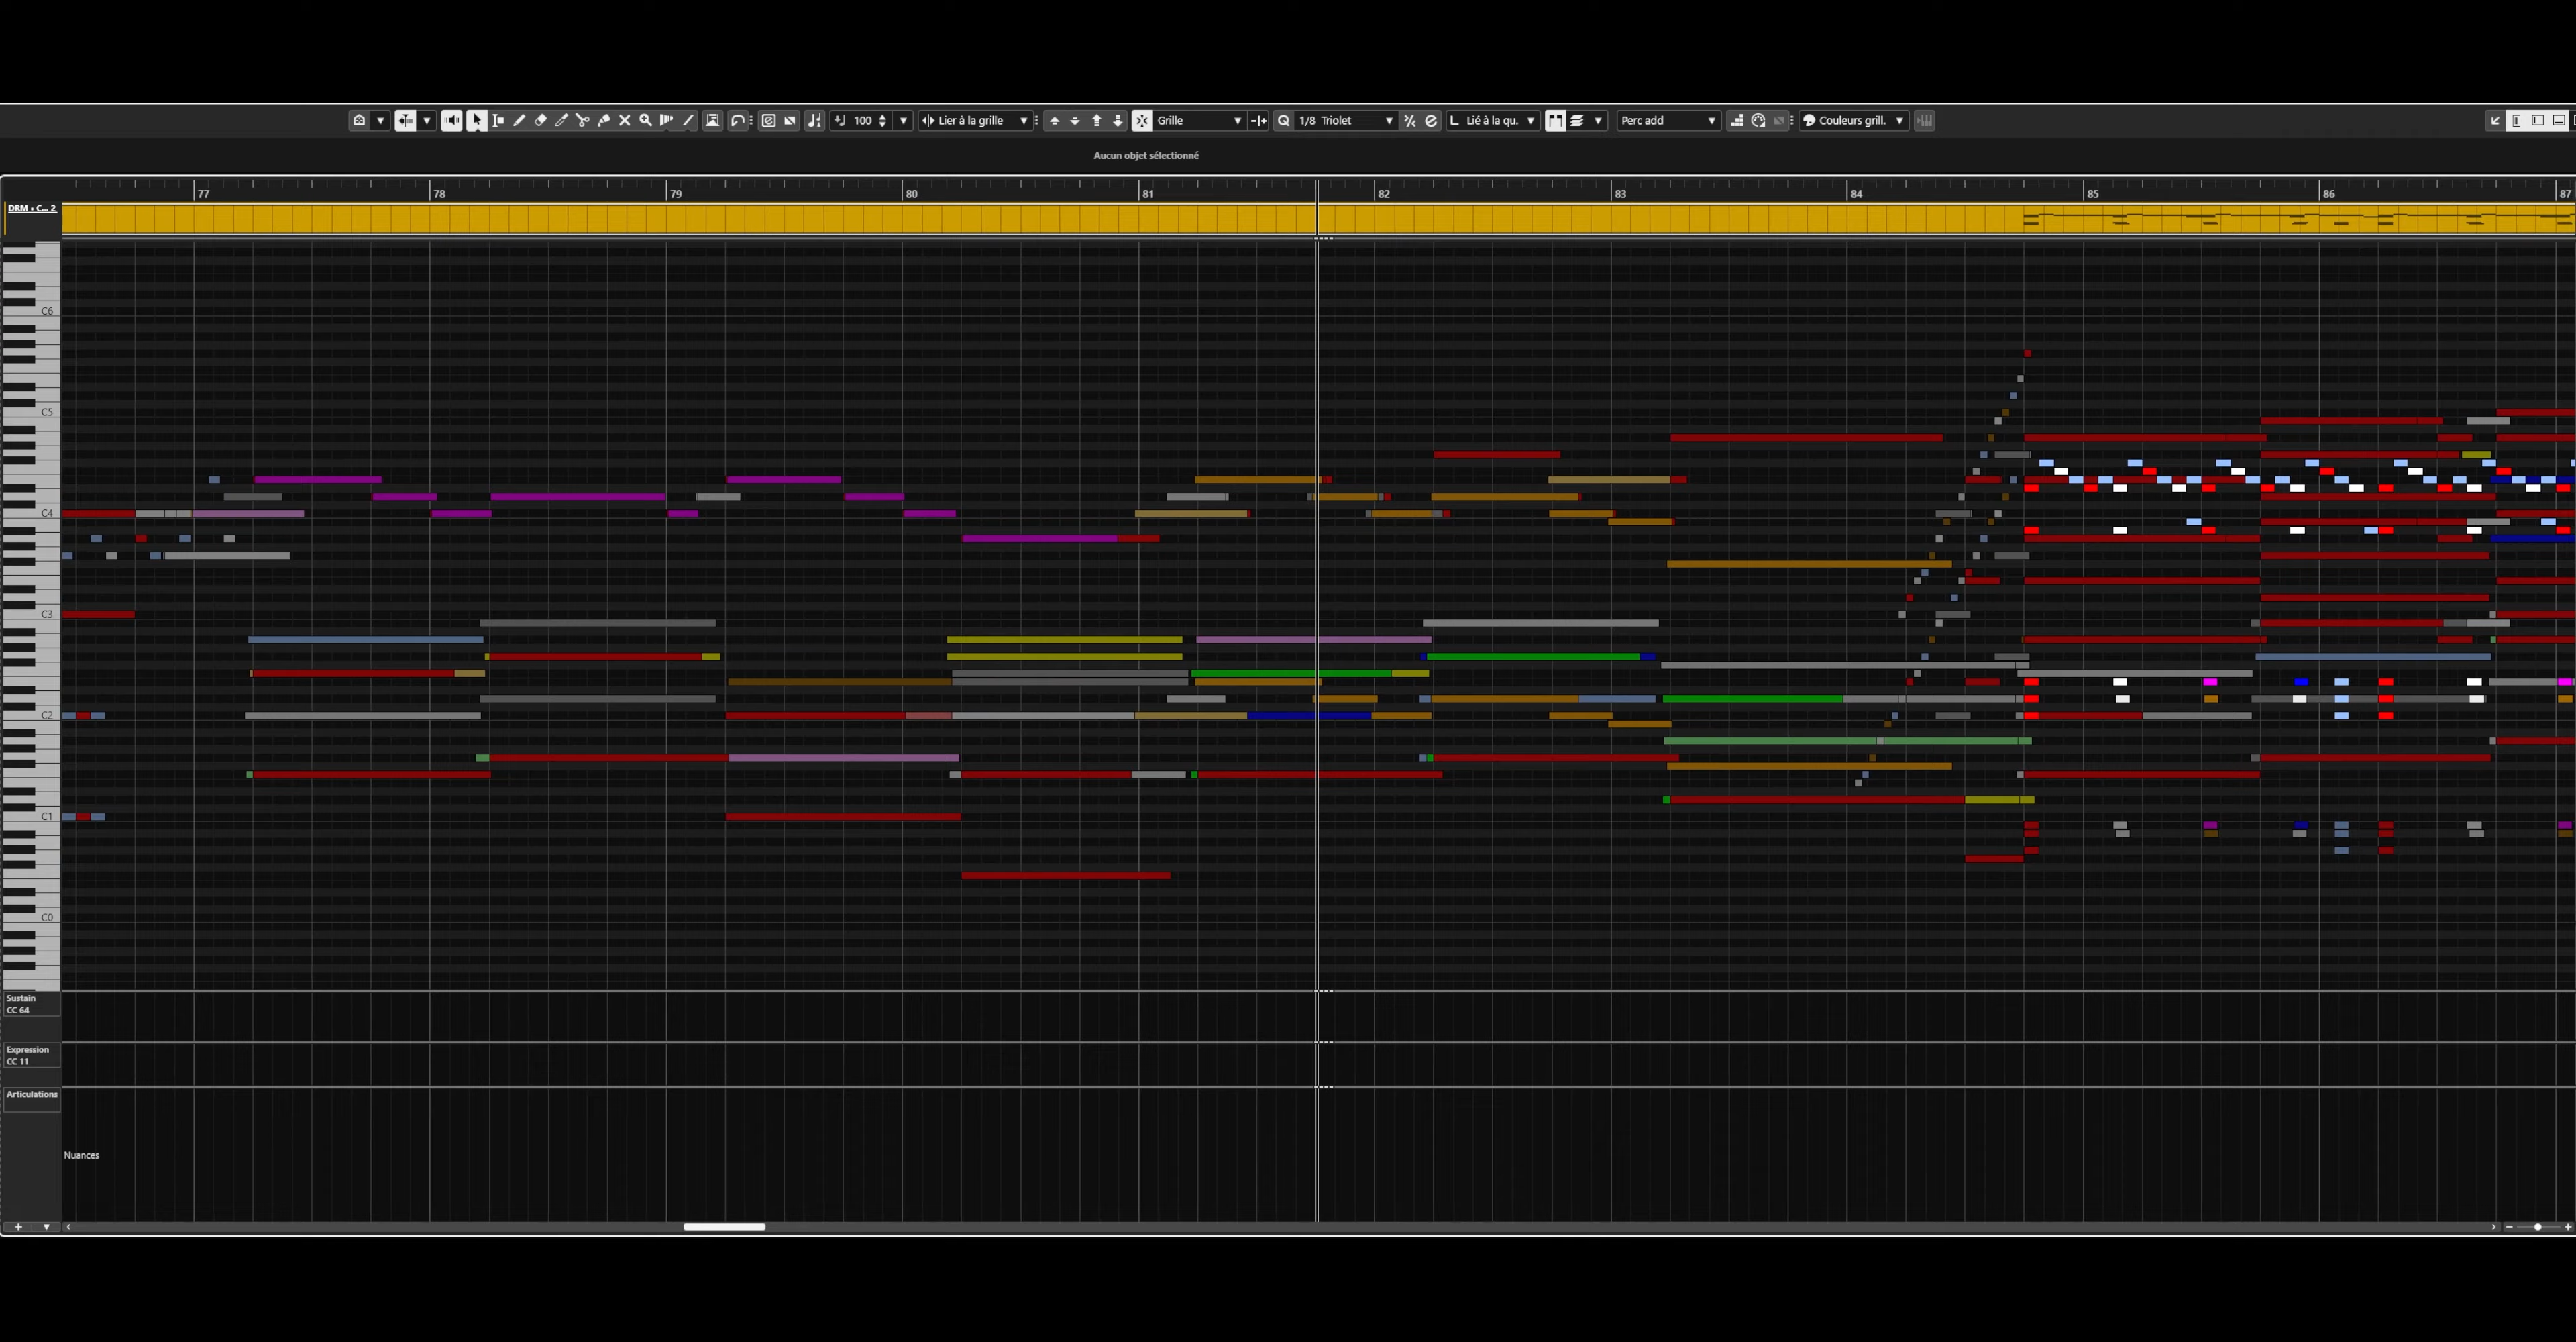 100 Lier à la grille Grille 1/8 Triolet L Lié à la qu. Perc add Couleurs grill.
Aucun objet sélectionné
77 78 79 80 81 82 83 84 85 86 87
DRM • C... 2
C6
C5
C4
C3
C2
C1
C0
Sustain
CC 64
Expression
CC 11
Articulations
Nuances